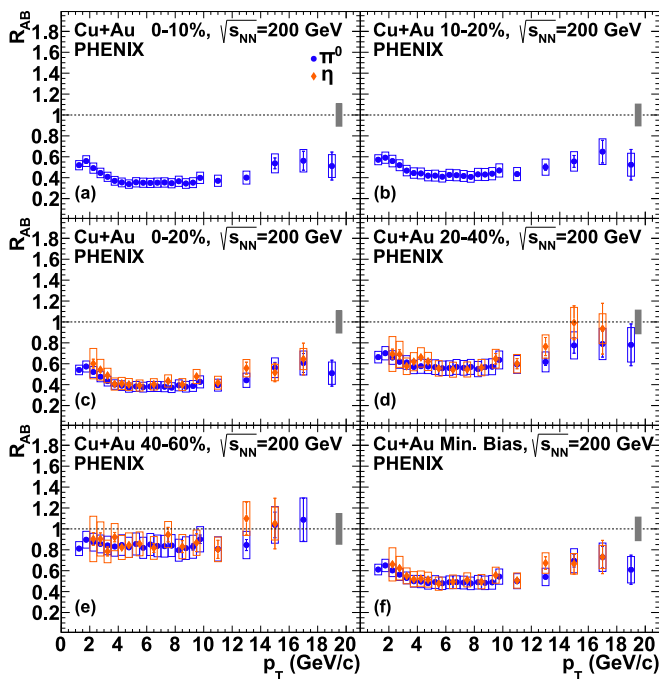 R_AB
1.8
1.6
1.4
1.2
1
0.8
0.6
0.4
0.2
Cu+Au 0-10%, √s_NN=200 GeV
PHENIX
π⁰
η
(a)
Cu+Au 10-20%, √s_NN=200 GeV
PHENIX
(b)
R_AB
1.8
1.6
1.4
1.2
1
0.8
0.6
0.4
0.2
Cu+Au 0-20%, √s_NN=200 GeV
PHENIX
(c)
Cu+Au 20-40%, √s_NN=200 GeV
PHENIX
(d)
R_AB
1.8
1.6
1.4
1.2
1
0.8
0.6
0.4
0.2
Cu+Au 40-60%, √s_NN=200 GeV
PHENIX
(e)
Cu+Au Min. Bias, √s_NN=200 GeV
PHENIX
(f)
0 2 4 6 8 10 12 14 16 18 20
0 2 4 6 8 10 12 14 16 18 20
p_T (GeV/c)
p_T (GeV/c)